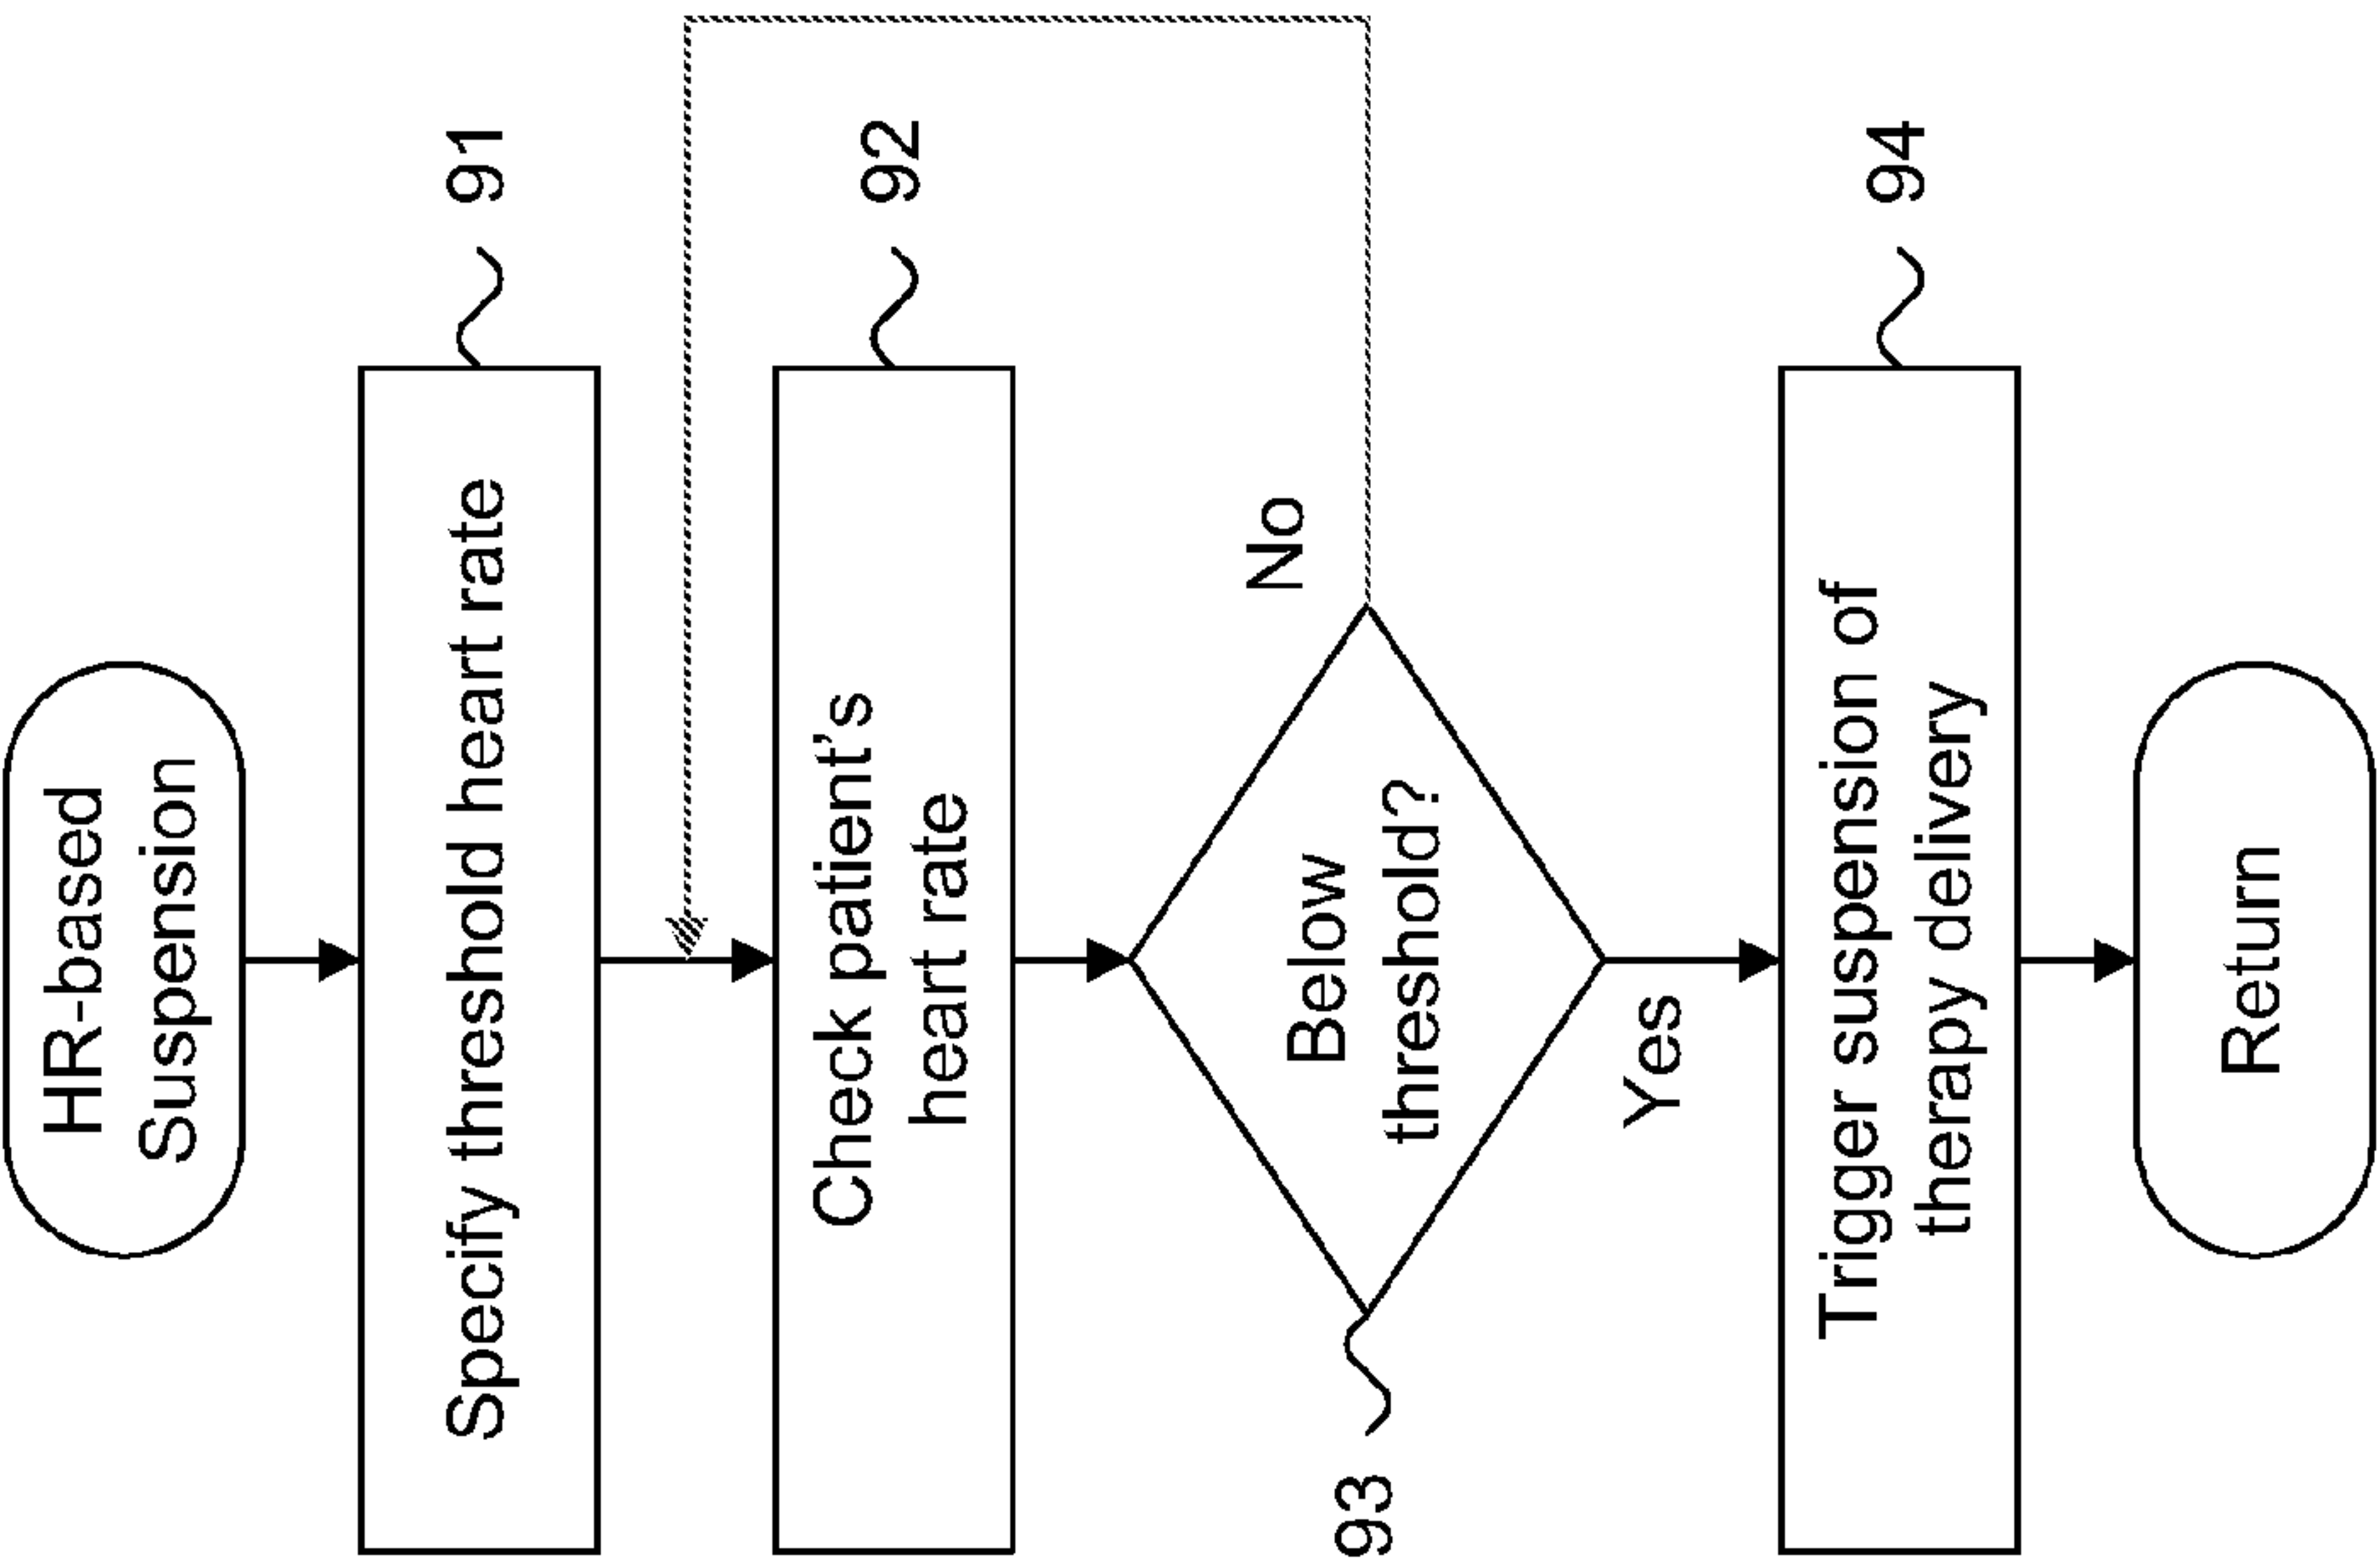 HR-based
Suspension
Specify threshold heart rate
91
Check patient's
heart rate
92
Below
threshold?
No
93
Yes
Trigger suspension of
therapy delivery
94
Return